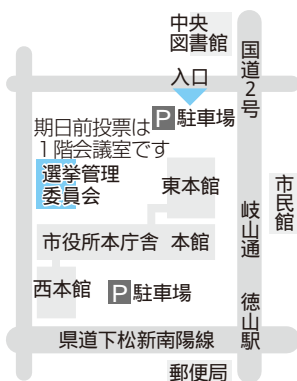 中央
図書館
国道2号
入口
P 駐車場
期日前投票は
1階会議室です
選挙管理
委員会
東本館
市民館
市役所本庁舎 本館
岐山通
西本館
P 駐車場
徳山駅
県道下松新南陽線
郵便局